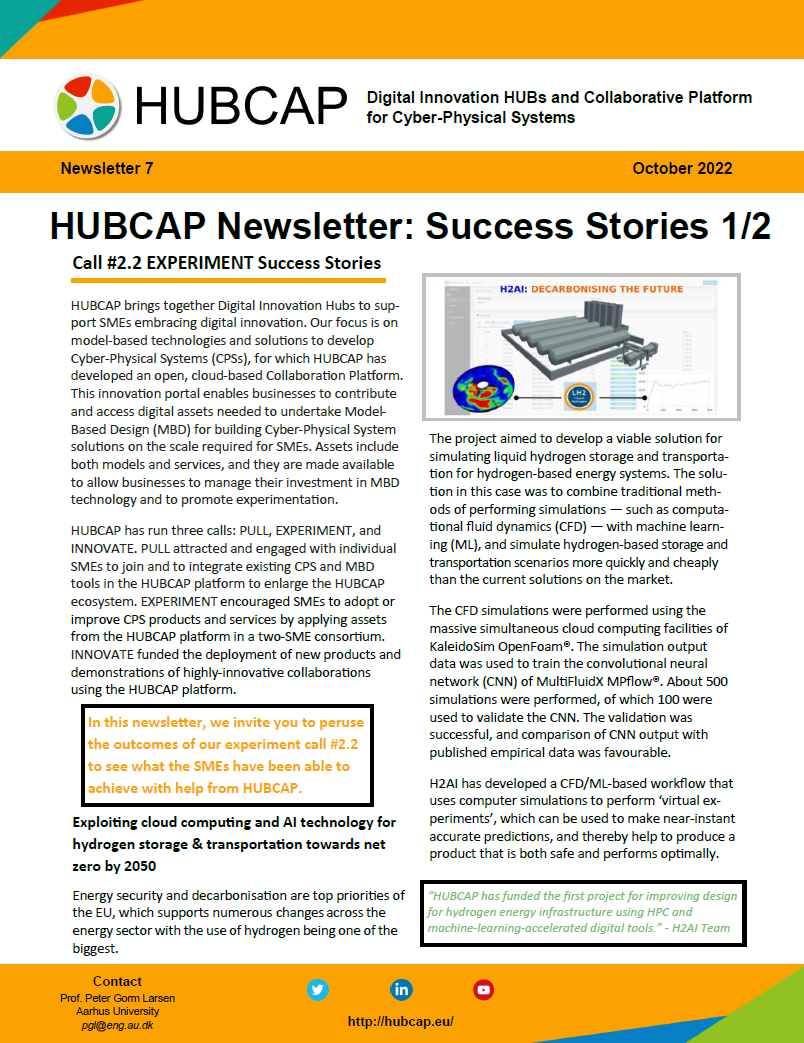 HUBCAP
Digital Innovation HUBs and Collaborative Platform
for Cyber-Physical Systems
Newsletter 7
October 2022
HUBCAP Newsletter: Success Stories 1/2
Call #2.2 EXPERIMENT Success Stories
HUBCAP brings together Digital Innovation Hubs to sup-
port SMEs embracing digital innovation. Our focus is on
model-based technologies and solutions to develop
Cyber-Physical Systems (CPSs), for which HUBCAP has
developed an open, cloud-based Collaboration Platform.
This innovation portal enables businesses to contribute
and access digital assets needed to undertake Model-
Based Design (MBD) for building Cyber-Physical System
solutions on the scale required for SMEs. Assets include
both models and services, and they are made available
to allow businesses to manage their investment in MBD
technology and to promote experimentation.
HUBCAP has run three calls: PULL, EXPERIMENT, and
INNOVATE. PULL attracted and engaged with individual
SMEs to join and to integrate existing CPS and MBD
tools in the HUBCAP platform to enlarge the HUBCAP
ecosystem. EXPERIMENT encouraged SMEs to adopt or
improve CPS products and services by applying assets
from the HUBCAP platform in a two-SME consortium.
INNOVATE funded the deployment of new products and
demonstrations of highly-innovative collaborations
using the HUBCAP platform.
In this newsletter, we invite you to peruse
the outcomes of our experiment call #2.2
to see what the SMEs have been able to
achieve with help from HUBCAP.
Exploiting cloud computing and AI technology for
hydrogen storage & transportation towards net
zero by 2050
Energy security and decarbonisation are top priorities of
the EU, which supports numerous changes across the
energy sector with the use of hydrogen being one of the
biggest.
H2AI: DECARBONISING THE FUTURE
LH2
The project aimed to develop a viable solution for
simulating liquid hydrogen storage and transporta-
tion for hydrogen-based energy systems. The solu-
tion in this case was to combine traditional meth-
ods of performing simulations — such as computa-
tional fluid dynamics (CFD) — with machine learn-
ing (ML), and simulate hydrogen-based storage and
transportation scenarios more quickly and cheaply
than the current solutions on the market.
The CFD simulations were performed using the
massive simultaneous cloud computing facilities of
KaleidoSim OpenFoam®. The simulation output
data was used to train the convolutional neural
network (CNN) of MultiFluidX MPflow®. About 500
simulations were performed, of which 100 were
used to validate the CNN. The validation was
successful, and comparison of CNN output with
published empirical data was favourable.
H2AI has developed a CFD/ML-based workflow that
uses computer simulations to perform ‘virtual ex-
periments’, which can be used to make near-instant
accurate predictions, and thereby help to produce a
product that is both safe and performs optimally.
“HUBCAP has funded the first project for improving design
for hydrogen energy infrastructure using HPC and
machine-learning-accelerated digital tools.” - H2AI Team
Contact
Prof. Peter Gorm Larsen
Aarhus University
pgl@eng.au.dk
in
http://hubcap.eu/